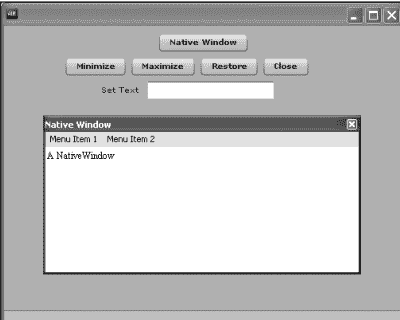 Native Window
Minimize Maximize Restore Close
Set Text
Native Window
Menu Item 1 Menu Item 2
A NativeWindow